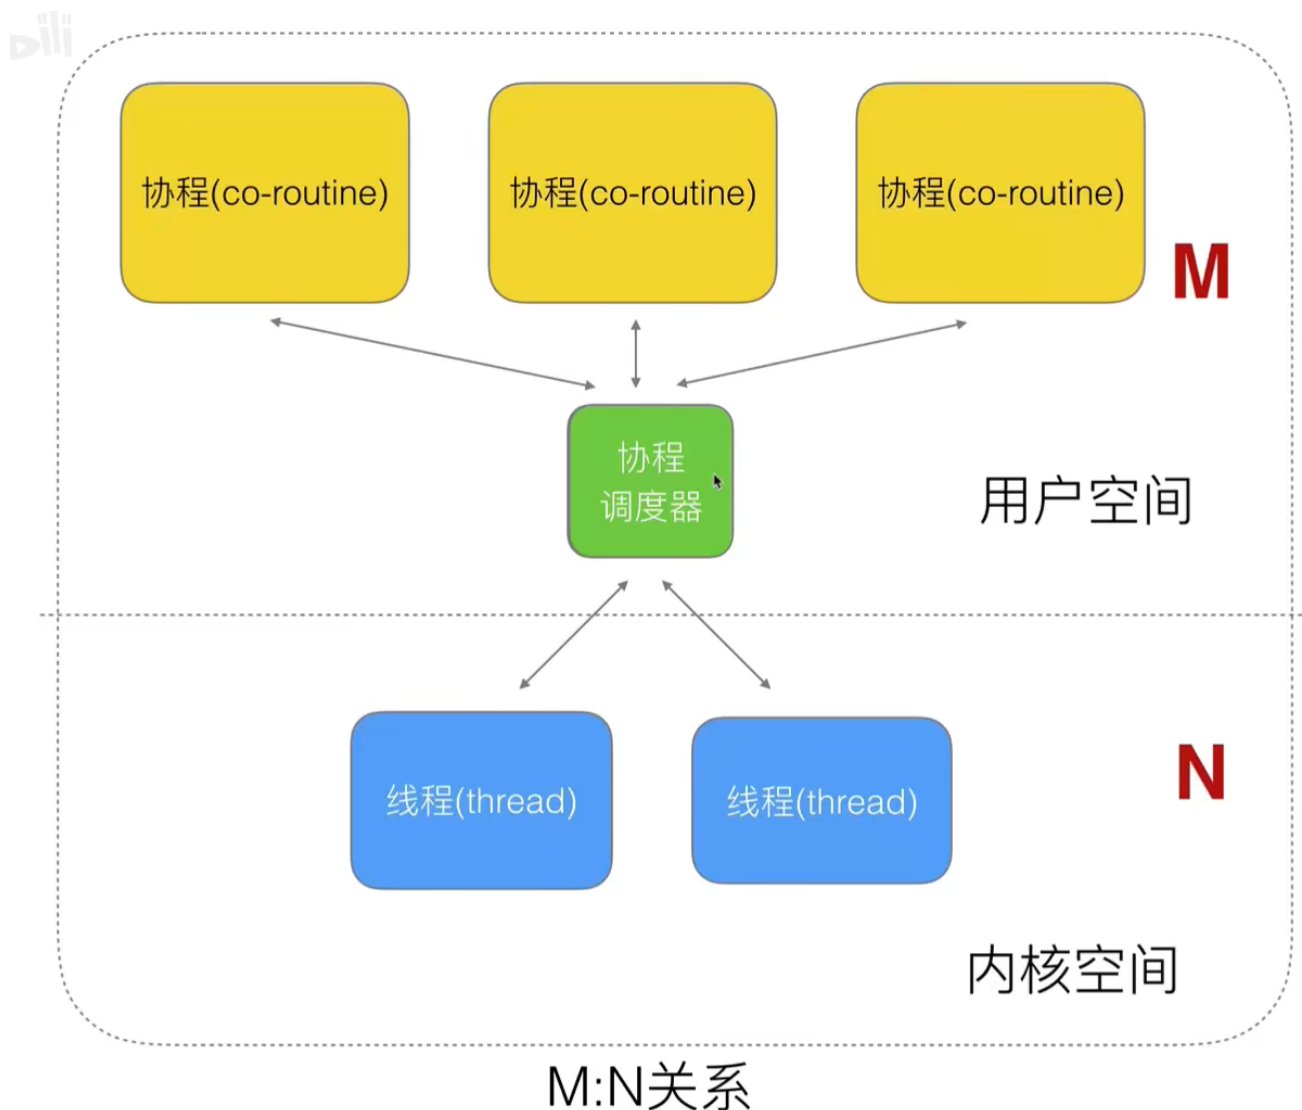 协程(co-routine)
协程(co-routine)
协程(co-routine)
M
协程
调度器
用户空间
线程(thread)
线程(thread)
N
内核空间
M:N关系